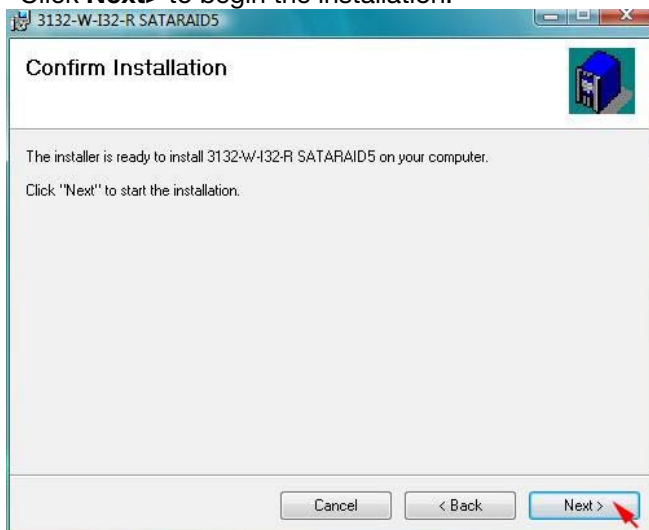 Click Next> to begin the installation.
3132-W-I32-R SATARAID5
Confirm Installation
The installer is ready to install 3132-W-I32-R SATARAID5 on your computer.
Click "Next" to start the installation.
Cancel
< Back
Next >